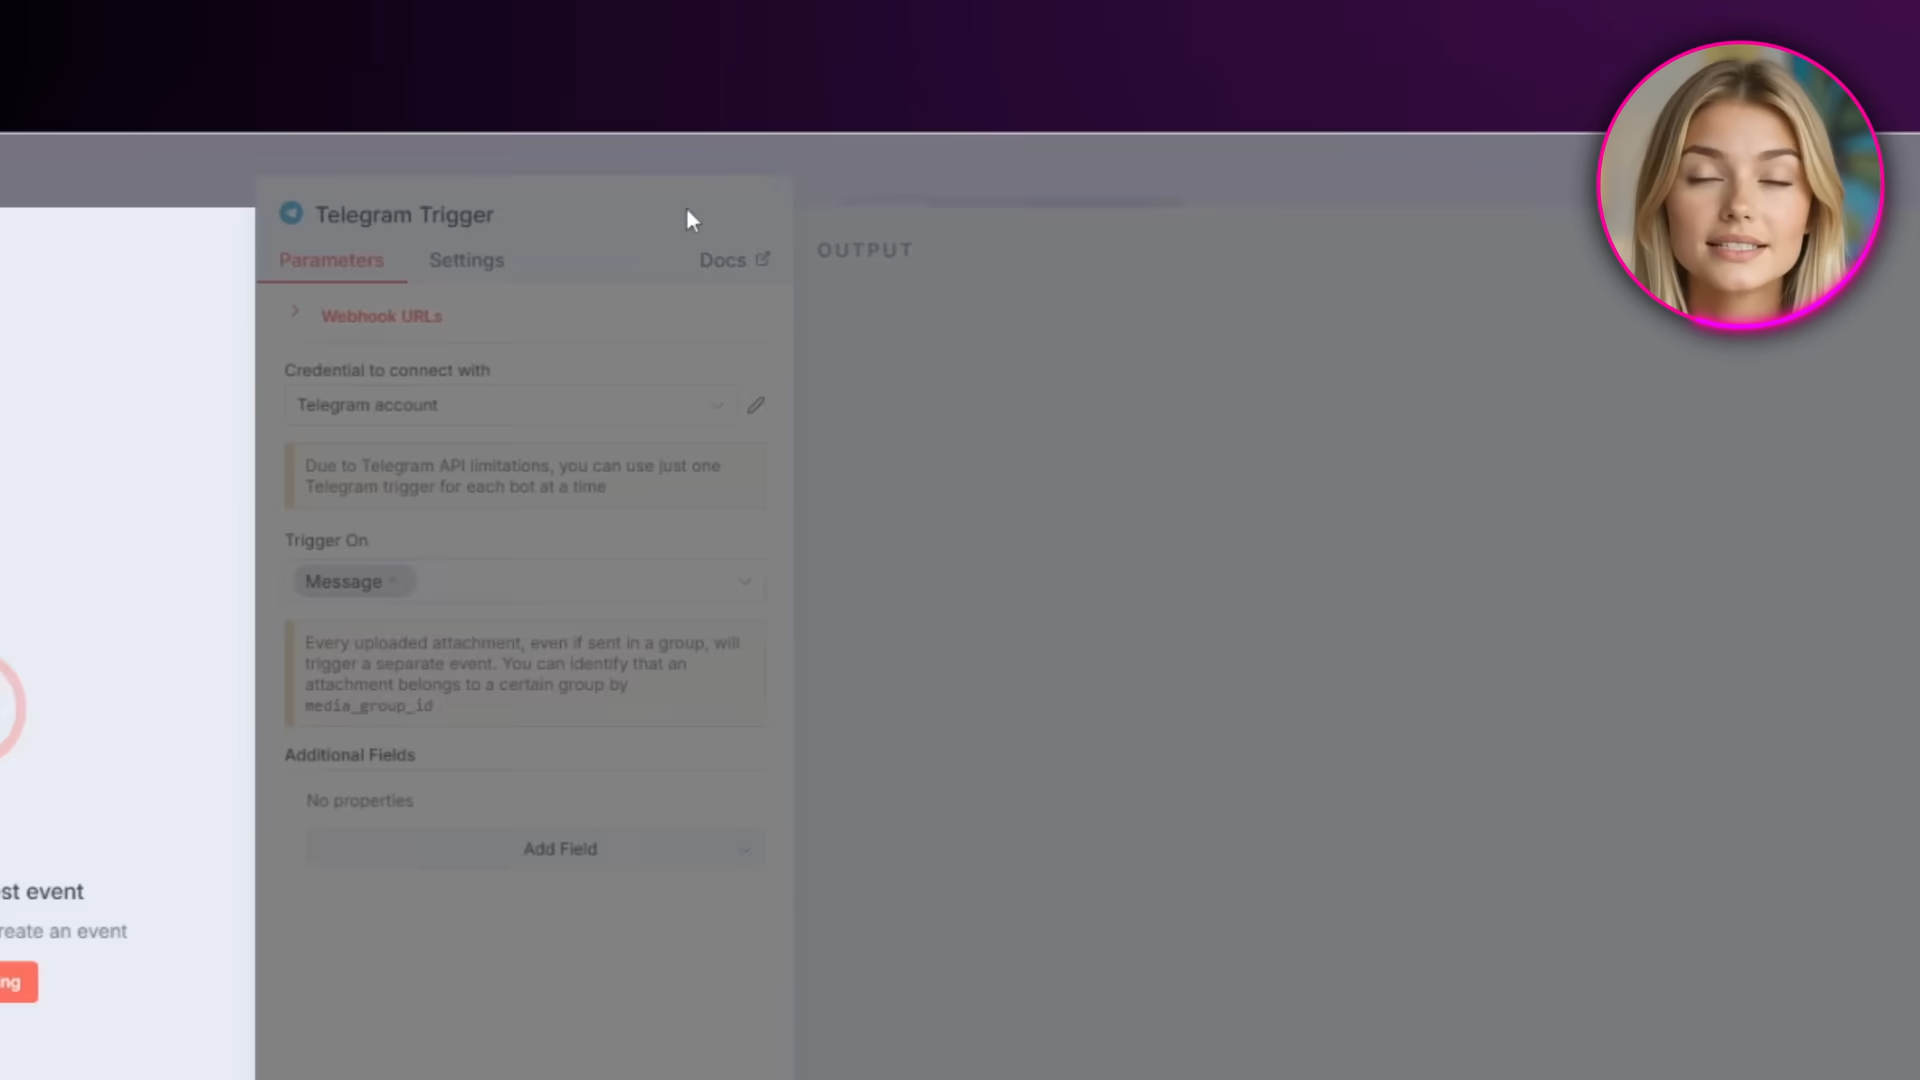 Telegram Trigger
Parameters Settings Docs
OUTPUT
Webhook URLs
Credential to connect with
Telegram account
Due to Telegram API limitations, you can use just one
Telegram trigger for each bot at a time
Trigger On
Message
Every uploaded attachment, even if sent in a group, will
trigger a separate event. You can identify that an
attachment belongs to a certain group by
media_group_id
Additional Fields
No properties
Add Field
st event
reate an event
ng